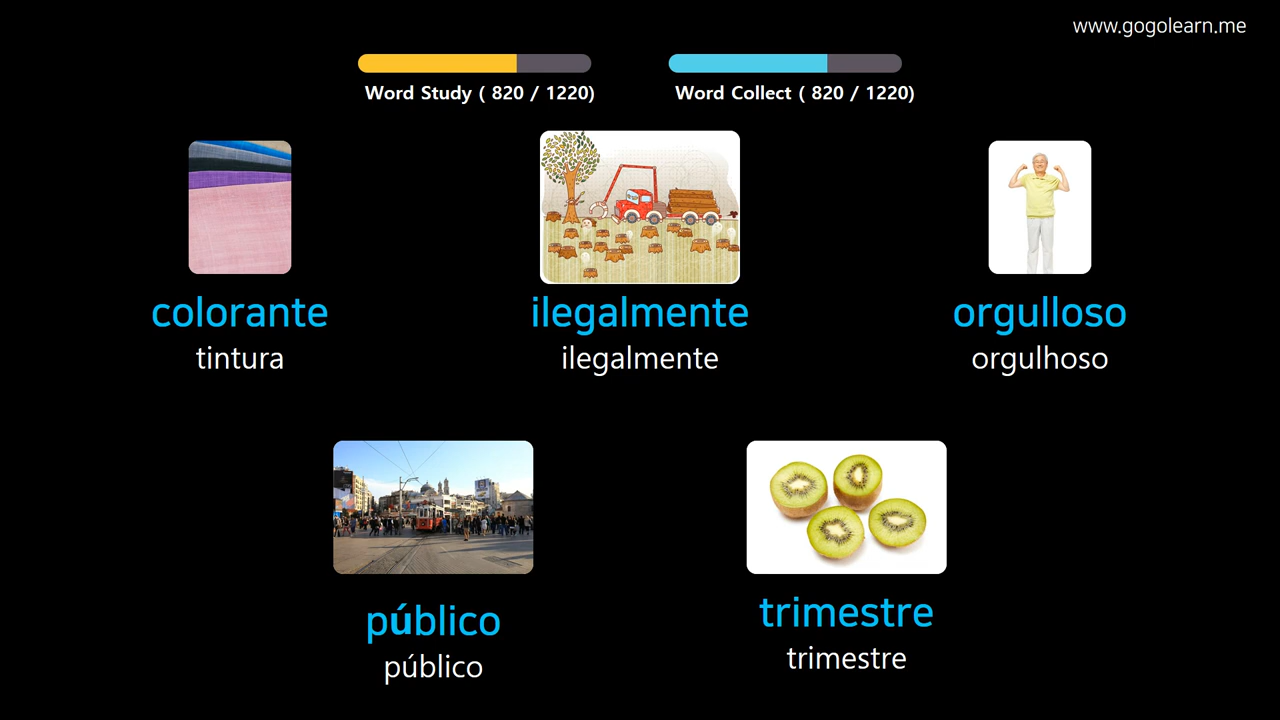 www.gogolearn.me
Word Study ( 820 / 1220)
Word Collect ( 820 / 1220)
colorante
tintura
ilegalmente
ilegalmente
orgulloso
orgulhoso
público
público
trimestre
trimestre